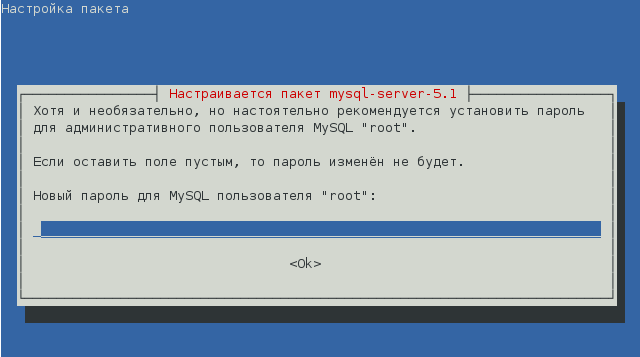 Настройка пакета
Настраивается пакет mysql-server-5.1
Хотя и необязательно, но настоятельно рекомендуется установить пароль
для административного пользователя MySQL "root".
Если оставить поле пустым, то пароль изменён не будет.
Новый пароль для MySQL пользователя "root":
<Ok>